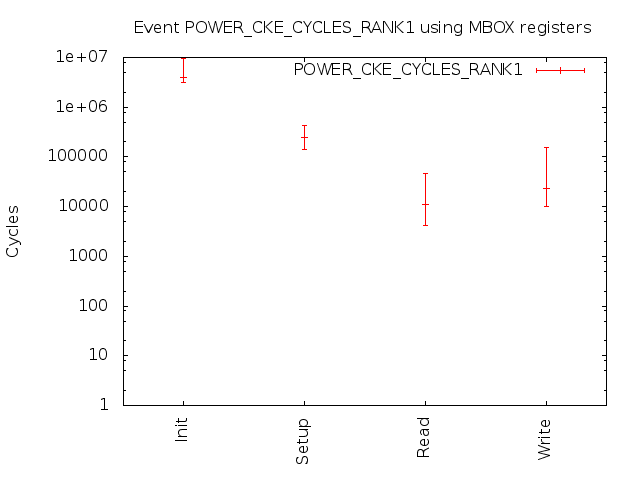 Event POWER_CKE_CYCLES_RANK1 using MBOX registers
POWER_CKE_CYCLES_RANK1
1e+07
1e+06
100000
10000
1000
100
10
1
Cycles
Init
Setup
Read
Write